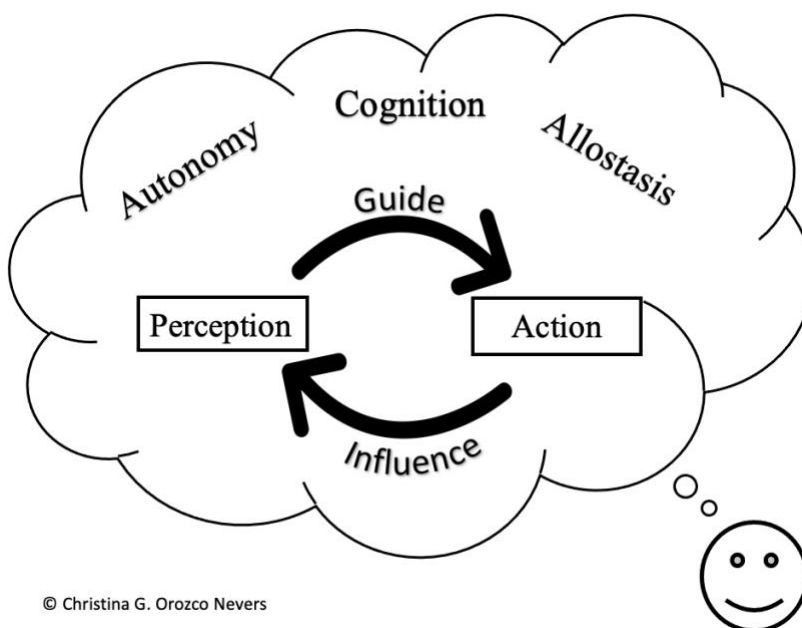 Cognition
Autonomy
Allostasis
Guide
Perception
Action
Influence
© Christina G. Orozco Nevers